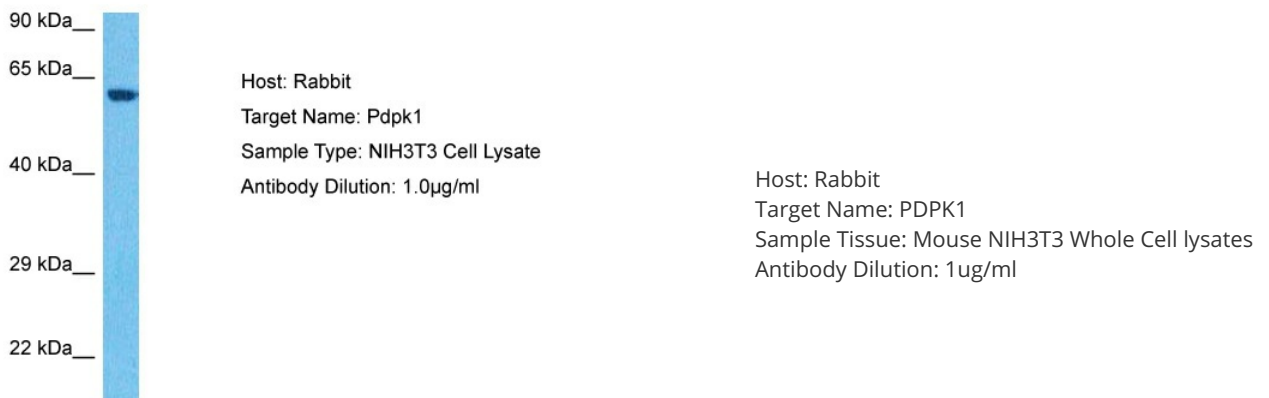 90 kDa__
65 kDa__
40 kDa__
29 kDa__
22 kDa__
Host: Rabbit
Target Name: Pdpk1
Sample Type: NIH3T3 Cell Lysate
Antibody Dilution: 1.0µg/ml
Host: Rabbit
Target Name: PDPK1
Sample Tissue: Mouse NIH3T3 Whole Cell lysates
Antibody Dilution: 1ug/ml